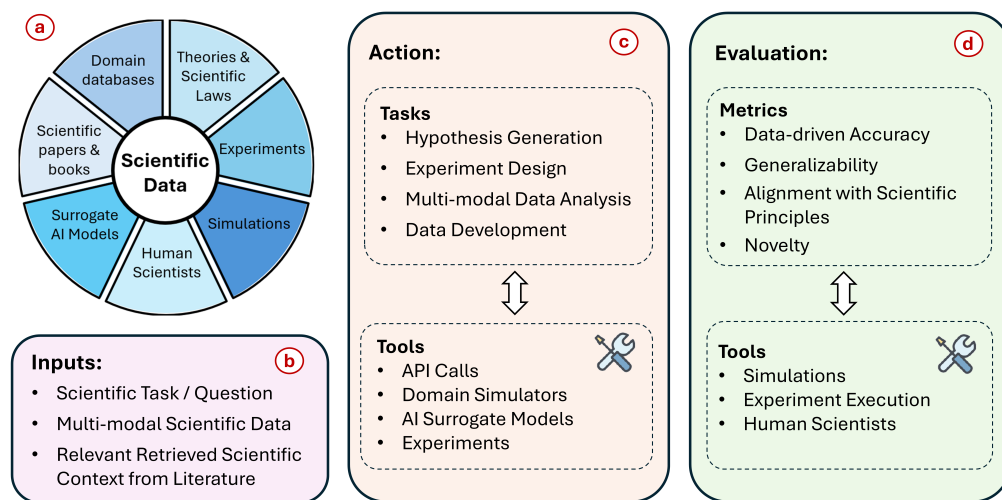 a
Domain
databases
Theories &
Scientific
Laws
Scientific
papers &
books
Experiments
Scientific
Data
Surrogate
AI Models
Simulations
Human
Scientists
Inputs:
b
• Scientific Task / Question
• Multi-modal Scientific Data
• Relevant Retrieved Scientific
Context from Literature
Action:
c
Tasks
• Hypothesis Generation
• Experiment Design
• Multi-modal Data Analysis
• Data Development
Tools
• API Calls
• Domain Simulators
• AI Surrogate Models
• Experiments
Evaluation:
d
Metrics
• Data-driven Accuracy
• Generalizability
• Alignment with Scientific
Principles
• Novelty
Tools
• Simulations
• Experiment Execution
• Human Scientists